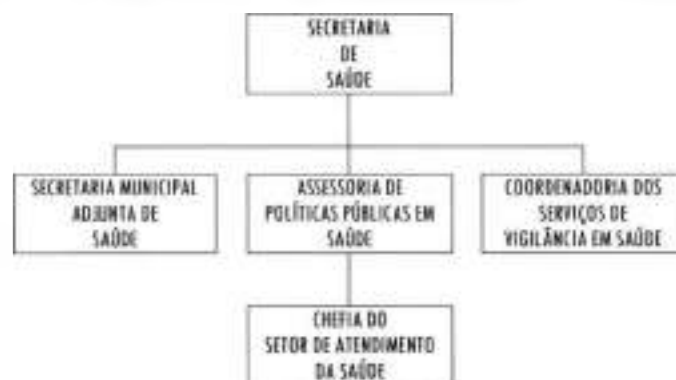 SECRETARIA
DE
SAÚDE
SECRETARIA MUNICIPAL
ADJUNTA DE
SAÚDE
ASSESSORIA DE
POLÍTICAS PÚBLICAS EM
SAÚDE
COORDENADORIA DOS
SERVIÇOS DE
VIGILÂNCIA EM SAÚDE
CHEFIA DO
SETOR DE ATENDIMENTO
DA SAÚDE